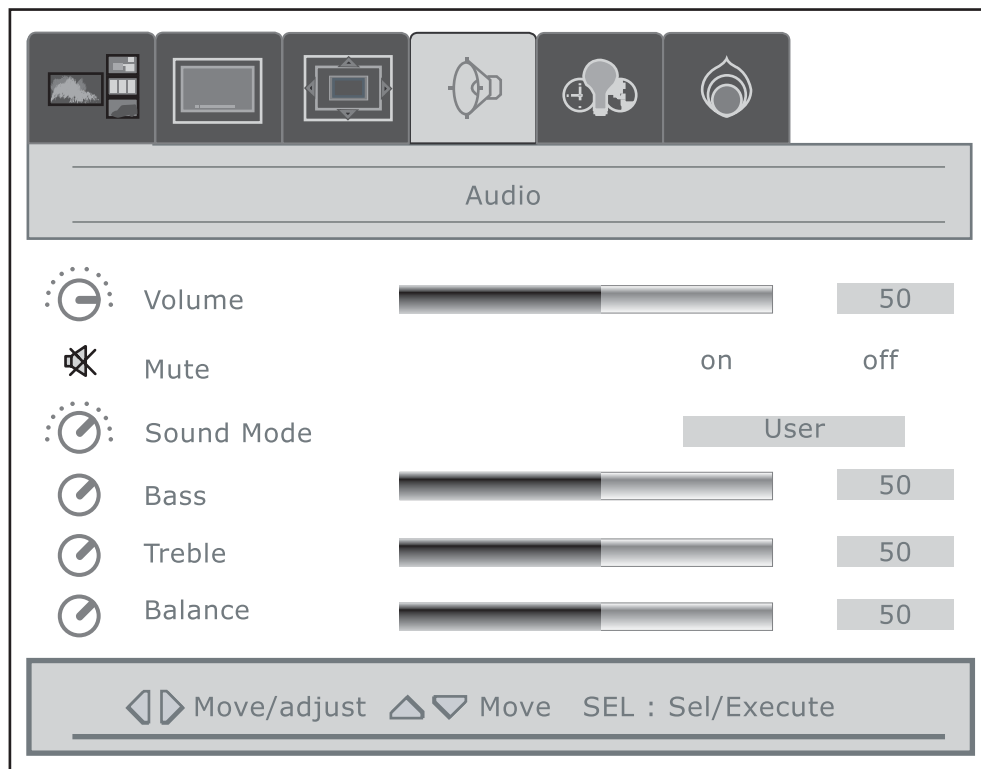 Audio
Volume 50
Mute on off
Sound Mode User
Bass 50
Treble 50
Balance 50
Move/adjust Move SEL : Sel/Execute